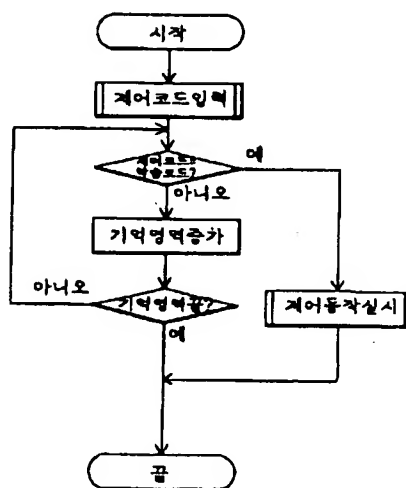 시작
제어코드입력
제어코드=
학습코드?
예
아니오
기억영역증가
아니오
기억영역끝?
제어동작실시
예
끝